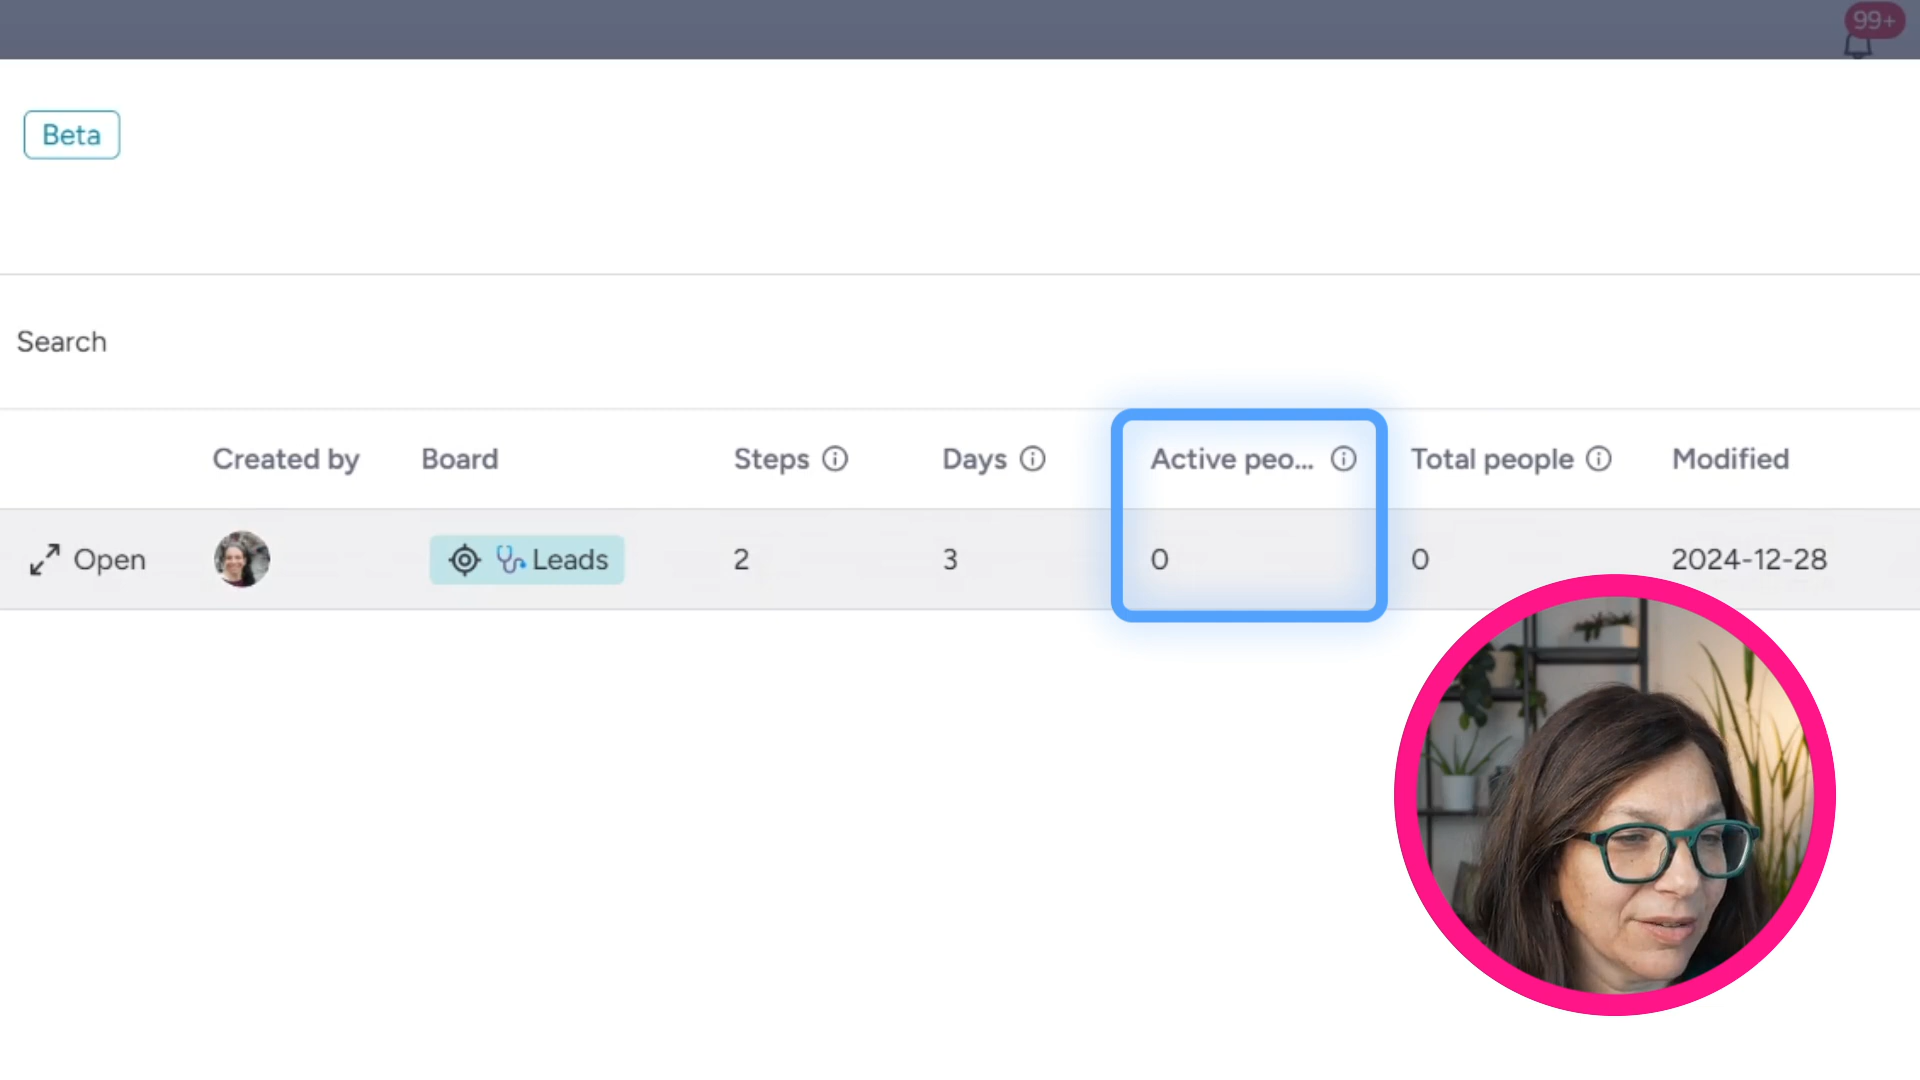 99+
Beta
Search
Created by Board Steps Days Active peo... Total people Modified
Open Leads 2 3 0 0 2024-12-28